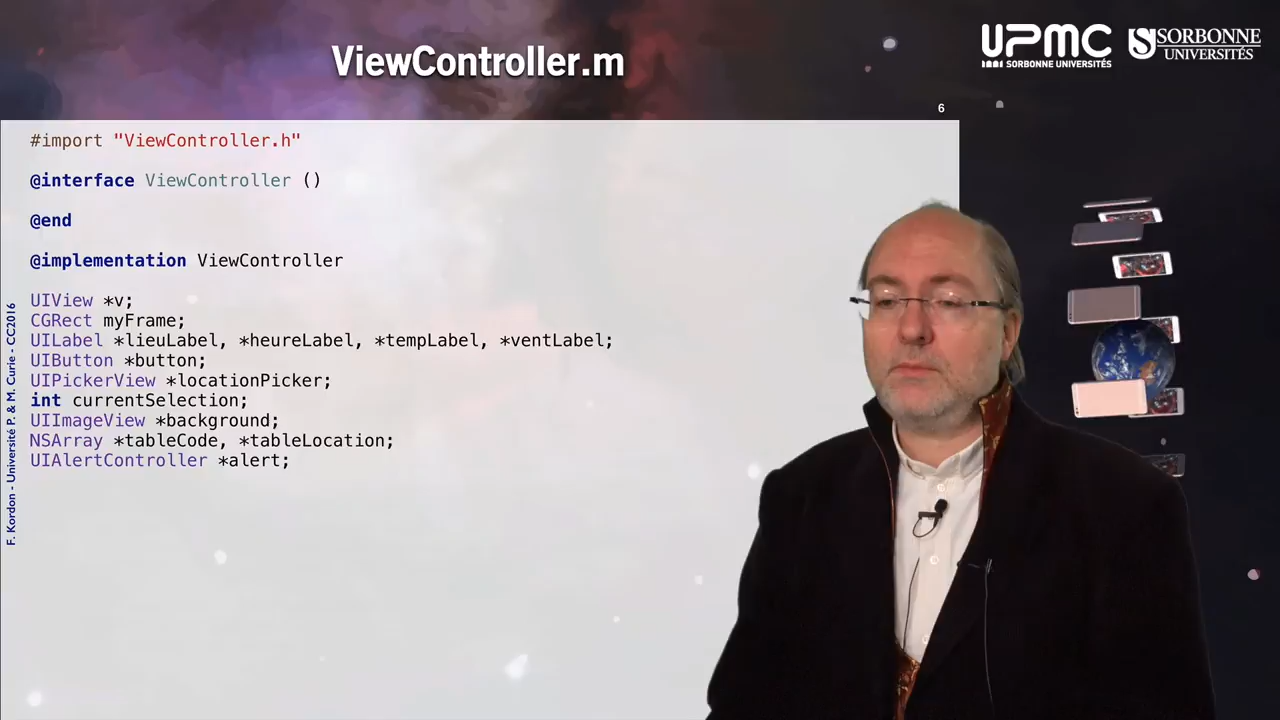 ViewController.m
UPMC
SORBONNE UNIVERSITÉS
SORBONNE
UNIVERSITÉS
6
#import "ViewController.h"
@interface ViewController ()
@end
@implementation ViewController
UIView *v;
CGRect myFrame;
UILabel *lieuLabel, *heureLabel, *tempLabel, *ventLabel;
UIButton *button;
UIPickerView *locationPicker;
int currentSelection;
UIImageView *background;
NSArray *tableCode, *tableLocation;
UIAlertController *alert;
F. Kordon - Université P. & M. Curie - CC2016